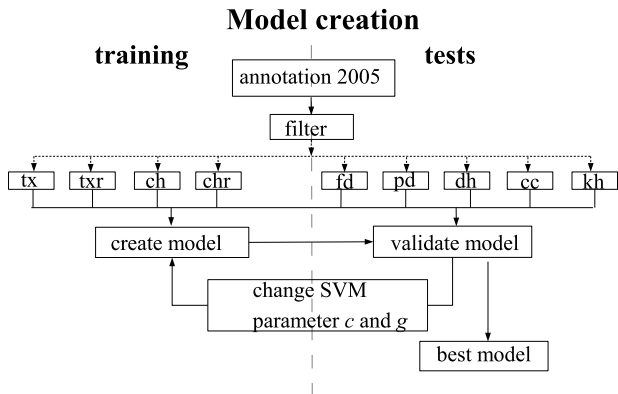 Model creation
training
tests
annotation 2005
filter
tx
txr
ch
chr
fd
pd
dh
cc
kh
create model
validate model
change SVM
parameter c and g
best model